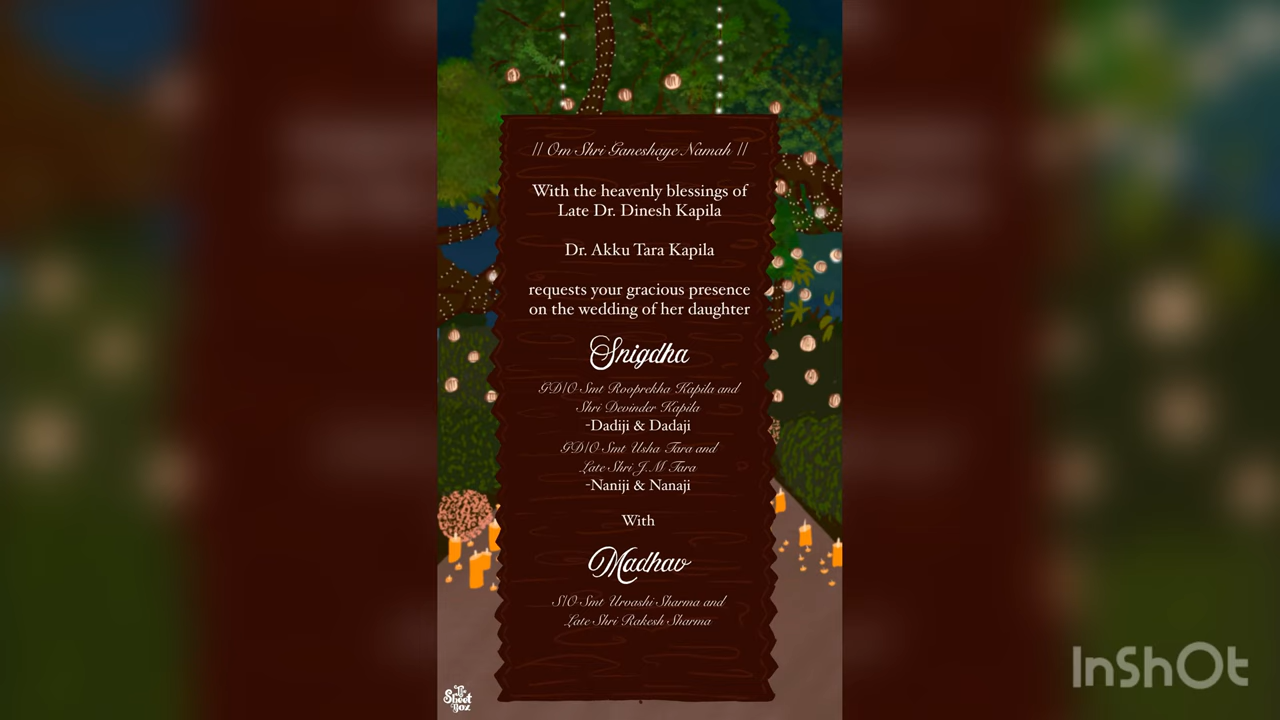 || Om Shri Ganeshaye Namah ||
With the heavenly blessings of
Late Dr. Dinesh Kapila
Dr. Akku Tara Kapila
requests your gracious presence
on the wedding of her daughter
Snigdha
GD/O Smt Rooprekha Kapila and
Shri Devinder Kapila
-Dadiji & Dadaji
GD/O Smt Usha Tara and
Late Shri J.M Tara
-Naniji & Nanaji
With
Madhav
S/O Smt Urvashi Sharma and
Late Shri Rakesh Sharma
InShOt